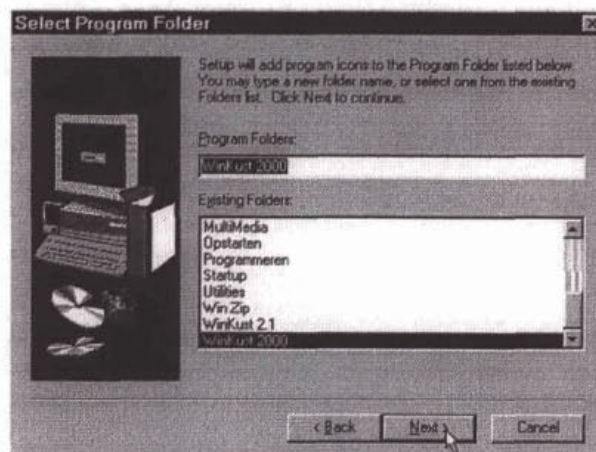 Select Program Folder
Setup will add program icons to the Program Folder listed below.
You may type a new folder name, or select one from the existing
Folders list. Click Next to continue.
Program Folders:
WinKust 2000
Existing Folders:
MultiMedia
Opstarten
Programmeren
Startup
Utilities
WinZip
WinKust 2.1
WinKust 2000
< Back
Next >
Cancel